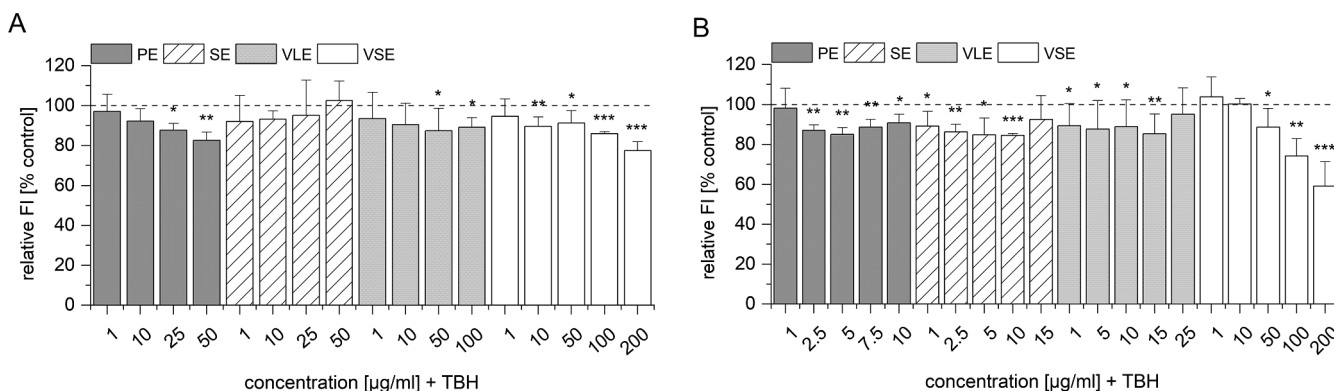 A
PE SE VLE VSE
relative FI [% control]
120
100
80
60
40
20
0
* ** * * ** * *** ***
1 10 25 50 1 10 25 50 1 10 50 100 1 10 50 100 200
concentration [µg/ml] + TBH
B
PE SE VLE VSE
relative FI [% control]
120
100
80
60
40
20
0
** ** ** * * ** * *** * * * ** * ** ***
1 2.5 5 7.5 10 1 2.5 5 10 15 1 5 10 15 25 1 10 50 100 200
concentration [µg/ml] + TBH